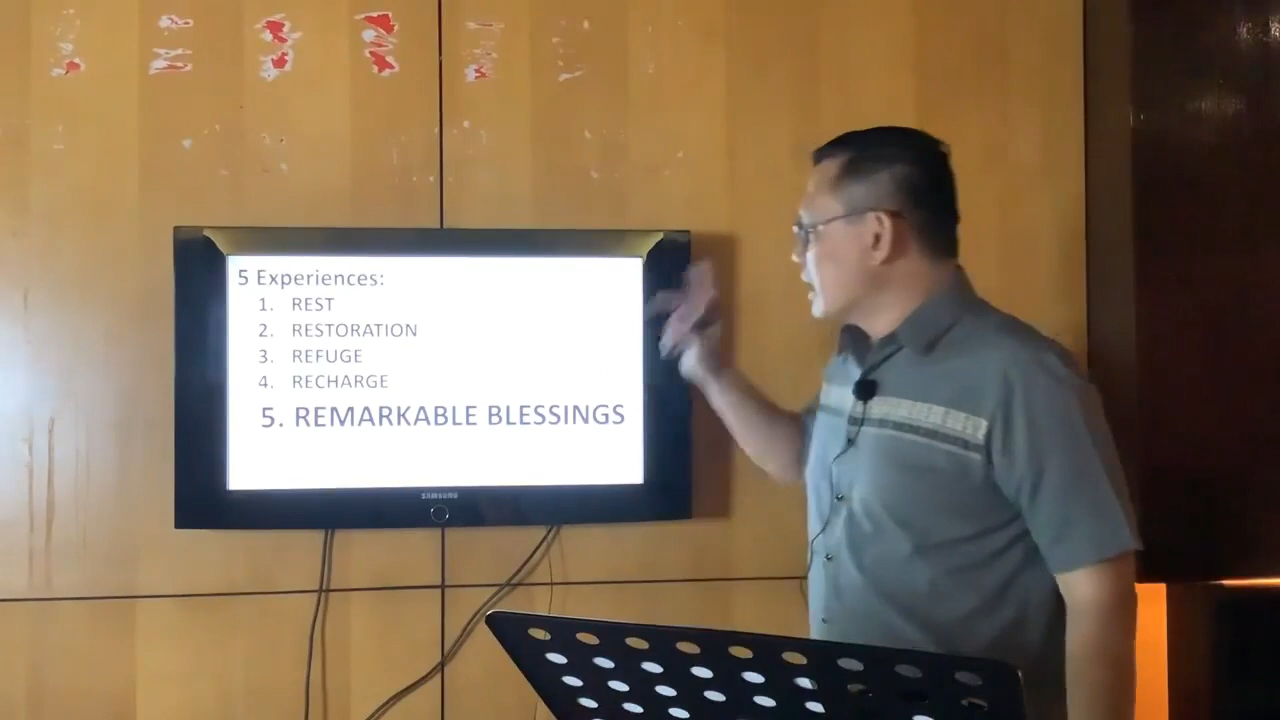 5 Experiences:
1. REST
2. RESTORATION
3. REFUGE
4. RECHARGE
5. REMARKABLE BLESSINGS
SAMSUNG